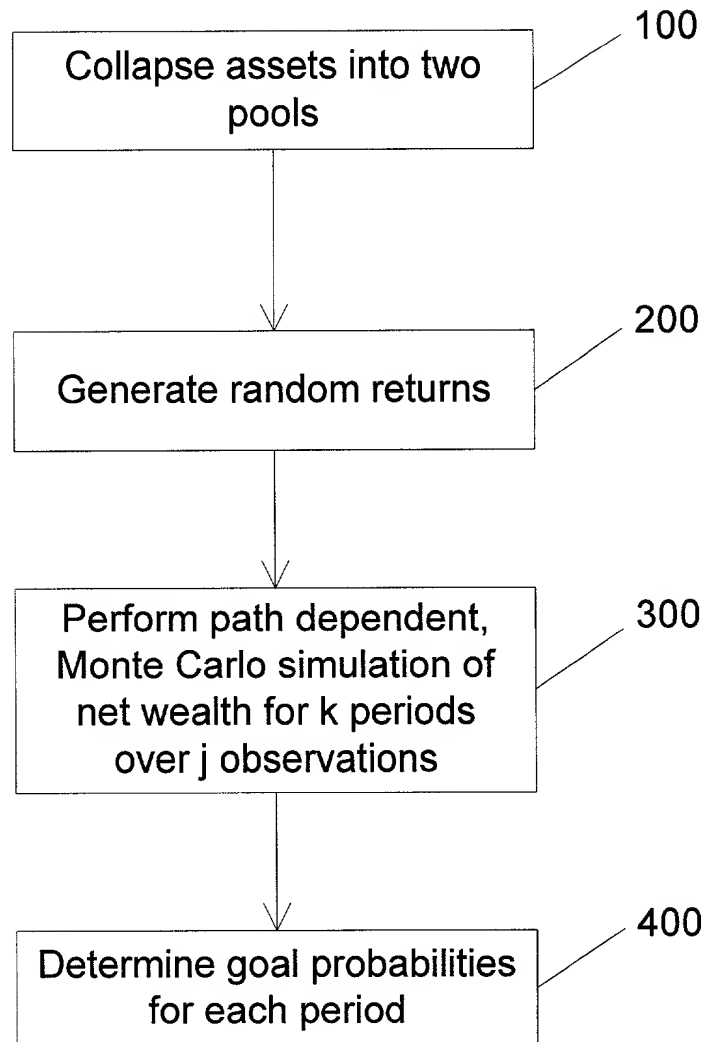 100
Collapse assets into two
pools
200
Generate random returns
300
Perform path dependent,
Monte Carlo simulation of
net wealth for k periods
over j observations
400
Determine goal probabilities
for each period